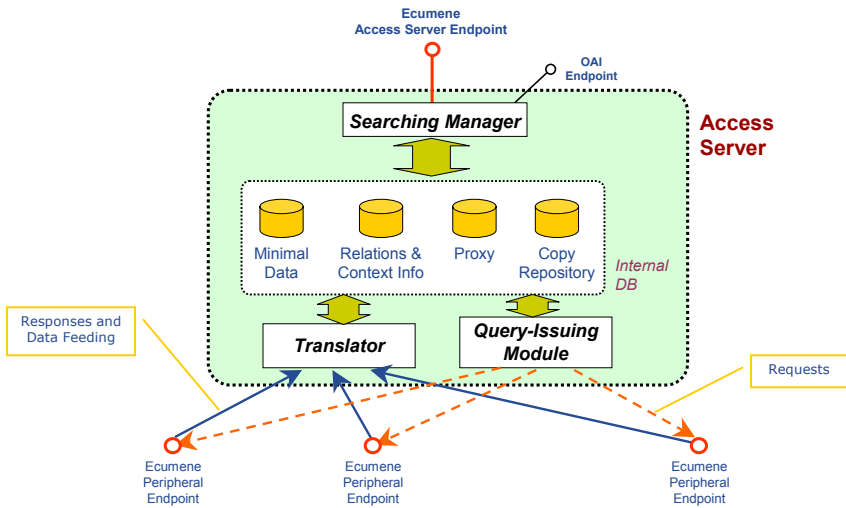 Ecumene
Access Server Endpoint
OAI
Endpoint
Searching Manager
Access
Server
Minimal
Data
Relations &
Context Info
Proxy
Copy
Repository
Internal
DB
Responses and
Data Feeding
Translator
Query-Issuing
Module
Requests
Ecumene
Peripheral
Endpoint
Ecumene
Peripheral
Endpoint
Ecumene
Peripheral
Endpoint